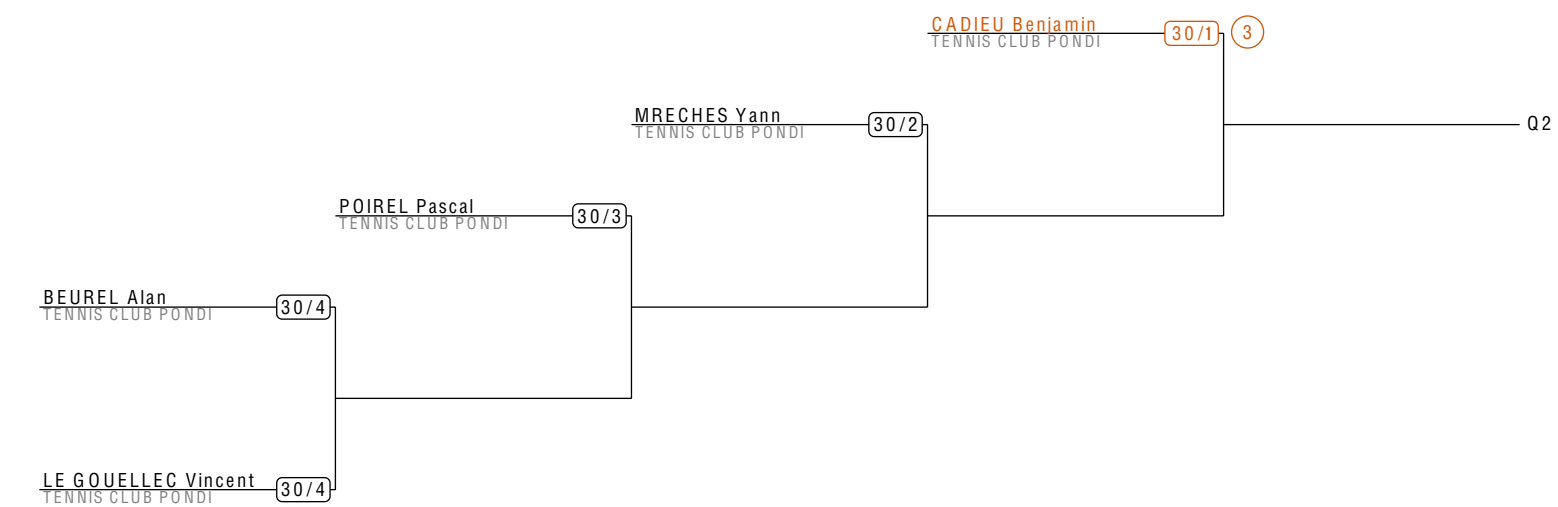 CADIEU Benjamin
TENNIS CLUB PONDI
30/1
3
MRECHES Yann
TENNIS CLUB PONDI
30/2
Q2
POIREL Pascal
TENNIS CLUB PONDI
30/3
BEUREL Alan
TENNIS CLUB PONDI
30/4
LE GOUELLEC Vincent
TENNIS CLUB PONDI
30/4